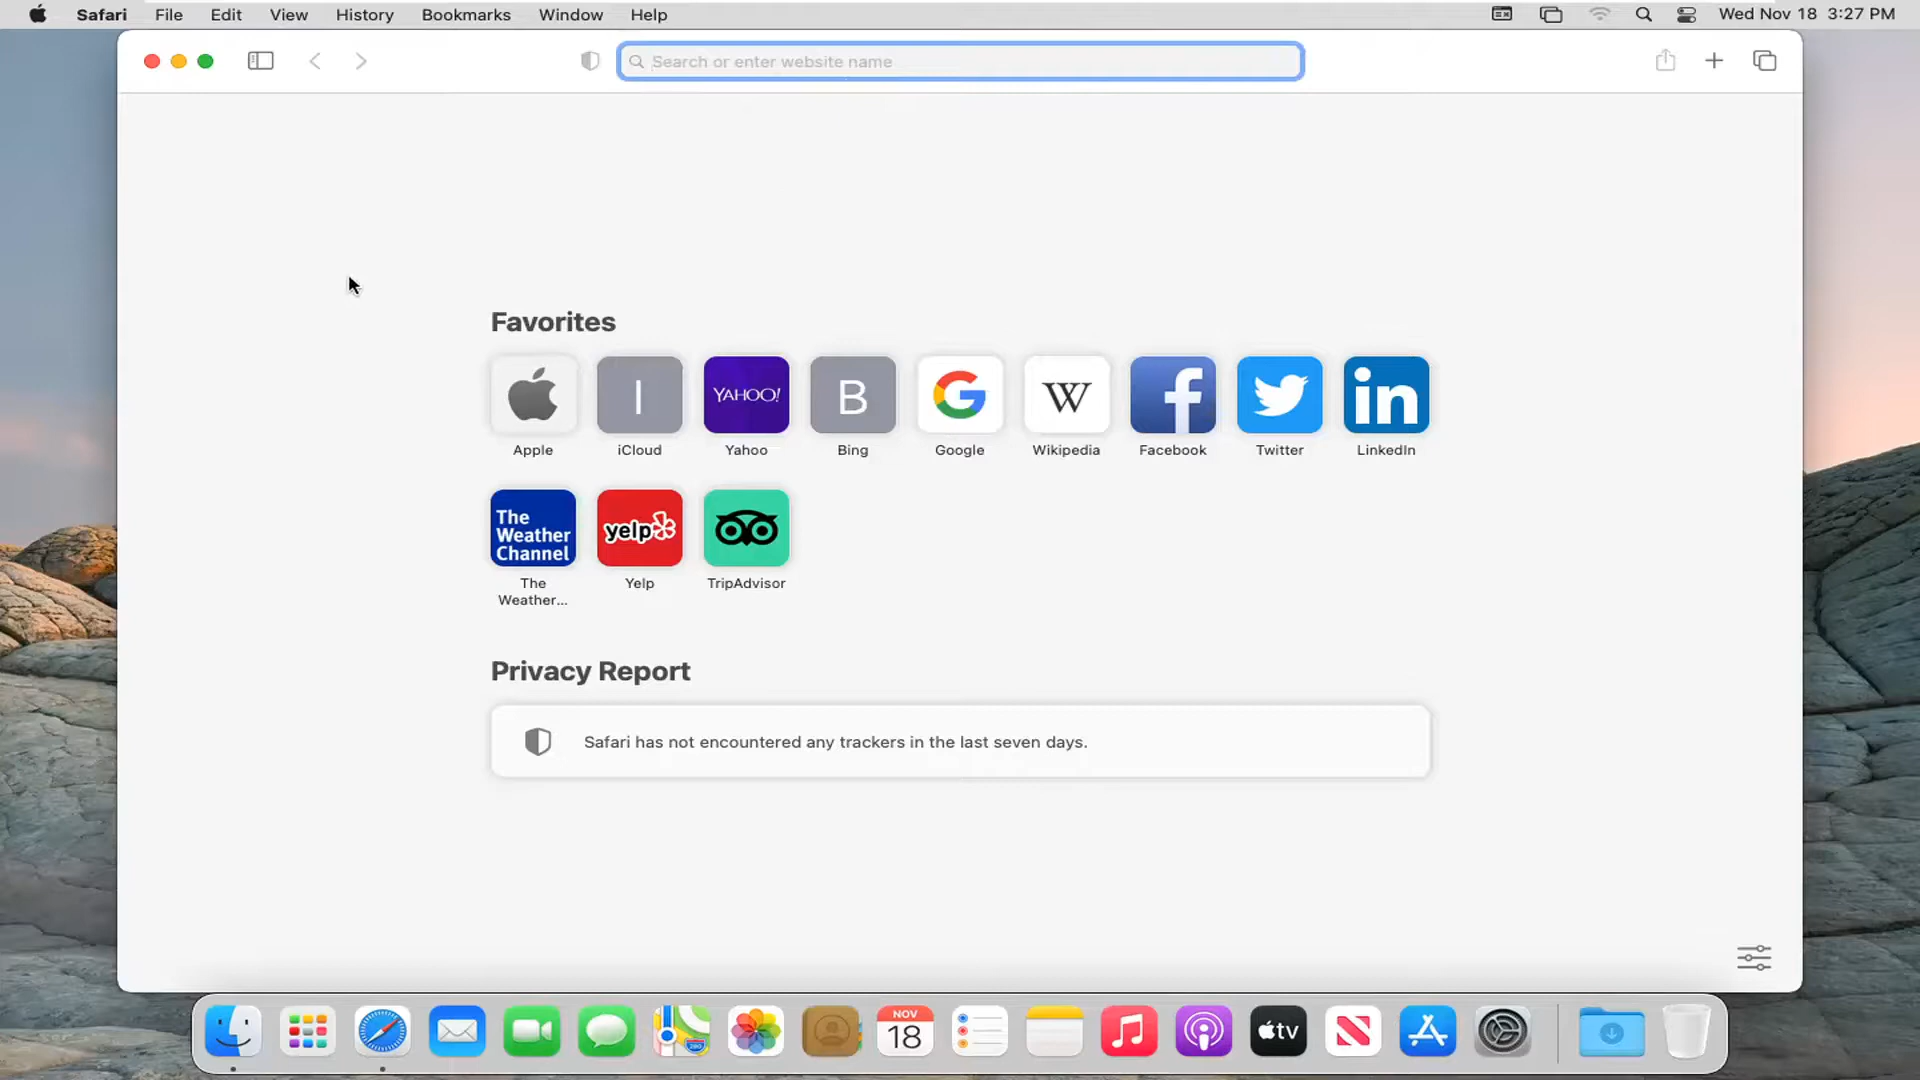 Safari File Edit View History Bookmarks Window Help Wed Nov 18 3:27 PM
Search or enter website name
Favorites
I YAHOO! B G W f in
Apple iCloud Yahoo Bing Google Wikipedia Facebook Twitter LinkedIn
The
Weather
Channel
yelp
The
Weather...
Yelp TripAdvisor
Privacy Report
Safari has not encountered any trackers in the last seven days.
NOV
18
280
tv